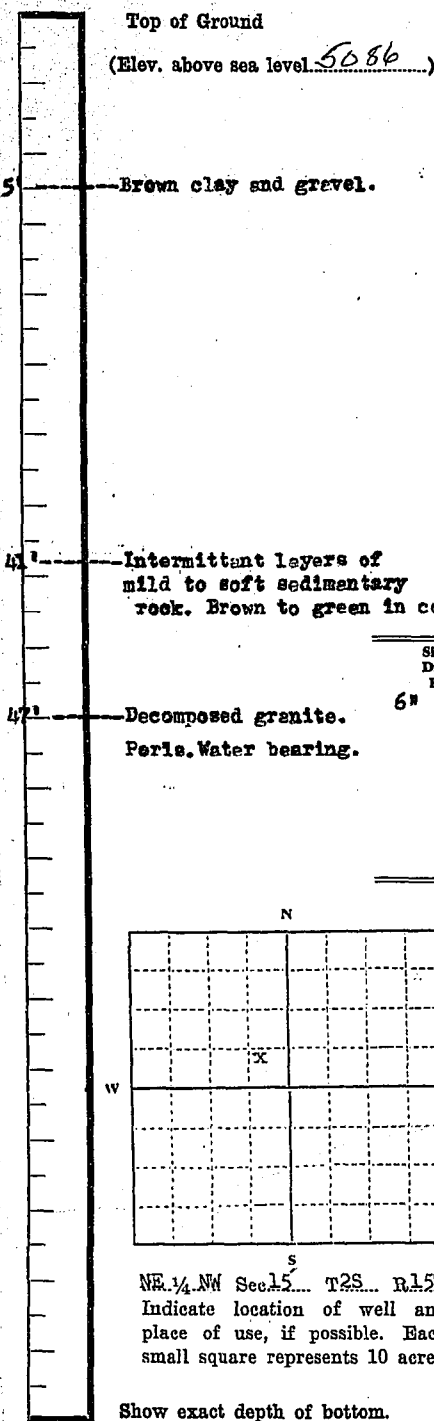 Top of Ground
(Elev. above sea level 5086)
5' Brown clay and gravel.
41' Intermittant layers of
mild to soft sedimantary
rock. Brown to green in co
6"
47' Decomposed granite.
Perls. Water bearing.
N
X
W
S
NE 1/4 NW Sec 15 T2S R15
Indicate location of well an
place of use, if possible. Eac
small square represents 10 acre
Show exact depth of bottom.